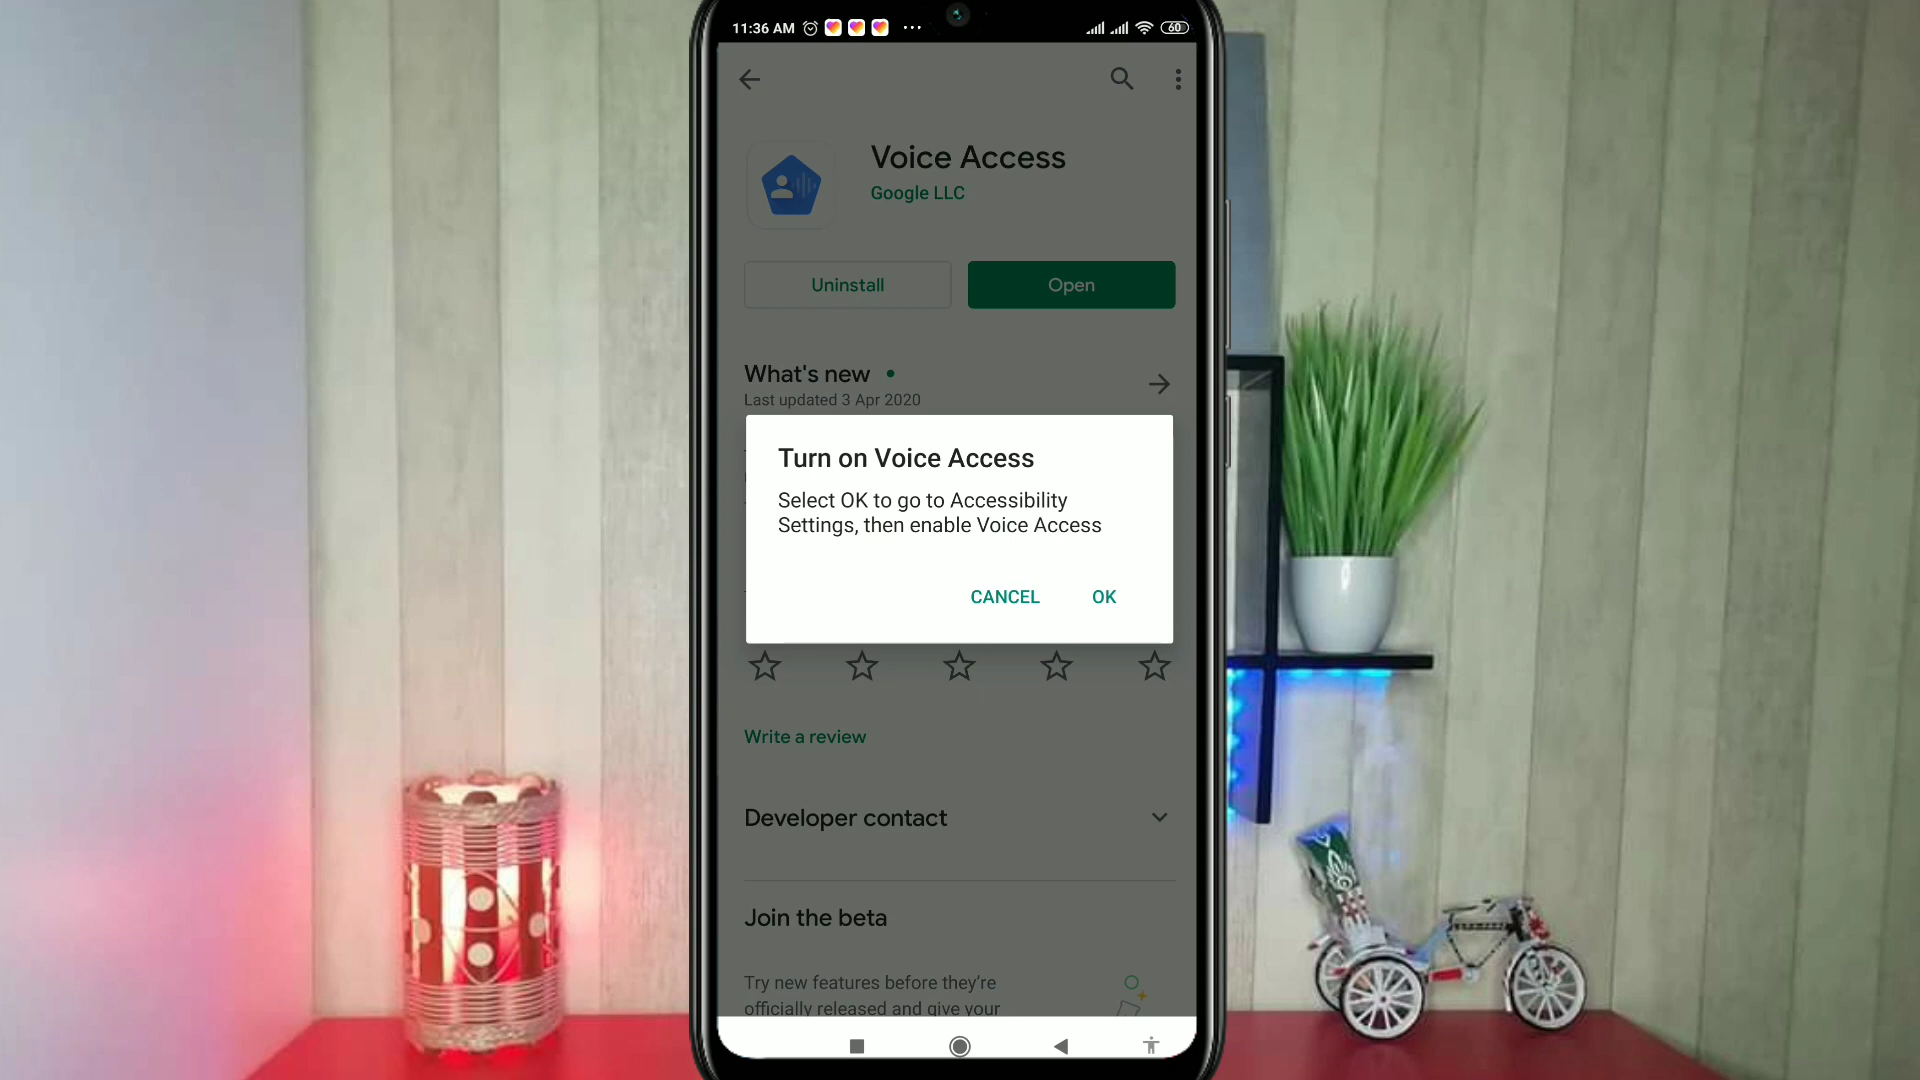 11:36 AM
60
Voice Access
Google LLC
Uninstall
Open
What's new
Last updated 3 Apr 2020
Turn on Voice Access
Select OK to go to Accessibility
Settings, then enable Voice Access
CANCEL
OK
Write a review
Developer contact
Join the beta
Try new features before they're
officially released and give your